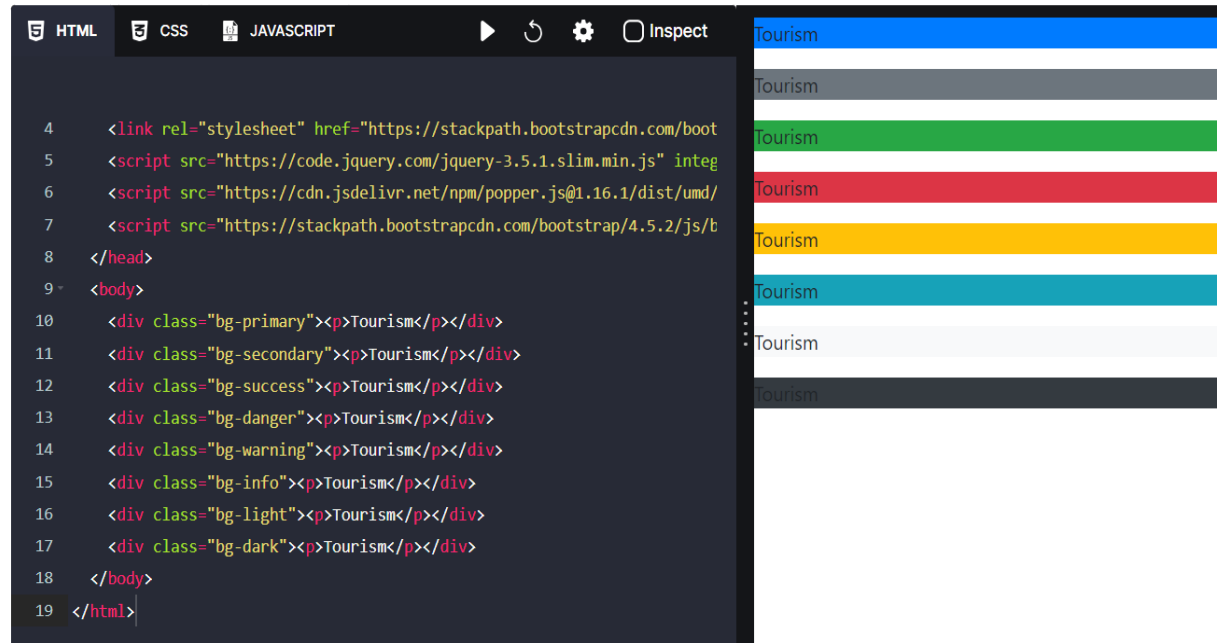 HTML CSS JAVASCRIPT Inspect
4 <link rel="stylesheet" href="https://stackpath.bootstrapcdn.com/boot
5 <script src="https://code.jquery.com/jquery-3.5.1.slim.min.js" integ
6 <script src="https://cdn.jsdelivr.net/npm/popper.js@1.16.1/dist/umd/
7 <script src="https://stackpath.bootstrapcdn.com/bootstrap/4.5.2/js/b
8 </head>
9 <body>
10 <div class="bg-primary"><p>Tourism</p></div>
11 <div class="bg-secondary"><p>Tourism</p></div>
12 <div class="bg-success"><p>Tourism</p></div>
13 <div class="bg-danger"><p>Tourism</p></div>
14 <div class="bg-warning"><p>Tourism</p></div>
15 <div class="bg-info"><p>Tourism</p></div>
16 <div class="bg-light"><p>Tourism</p></div>
17 <div class="bg-dark"><p>Tourism</p></div>
18 </body>
19 </html>
Tourism
Tourism
Tourism
Tourism
Tourism
Tourism
Tourism
Tourism